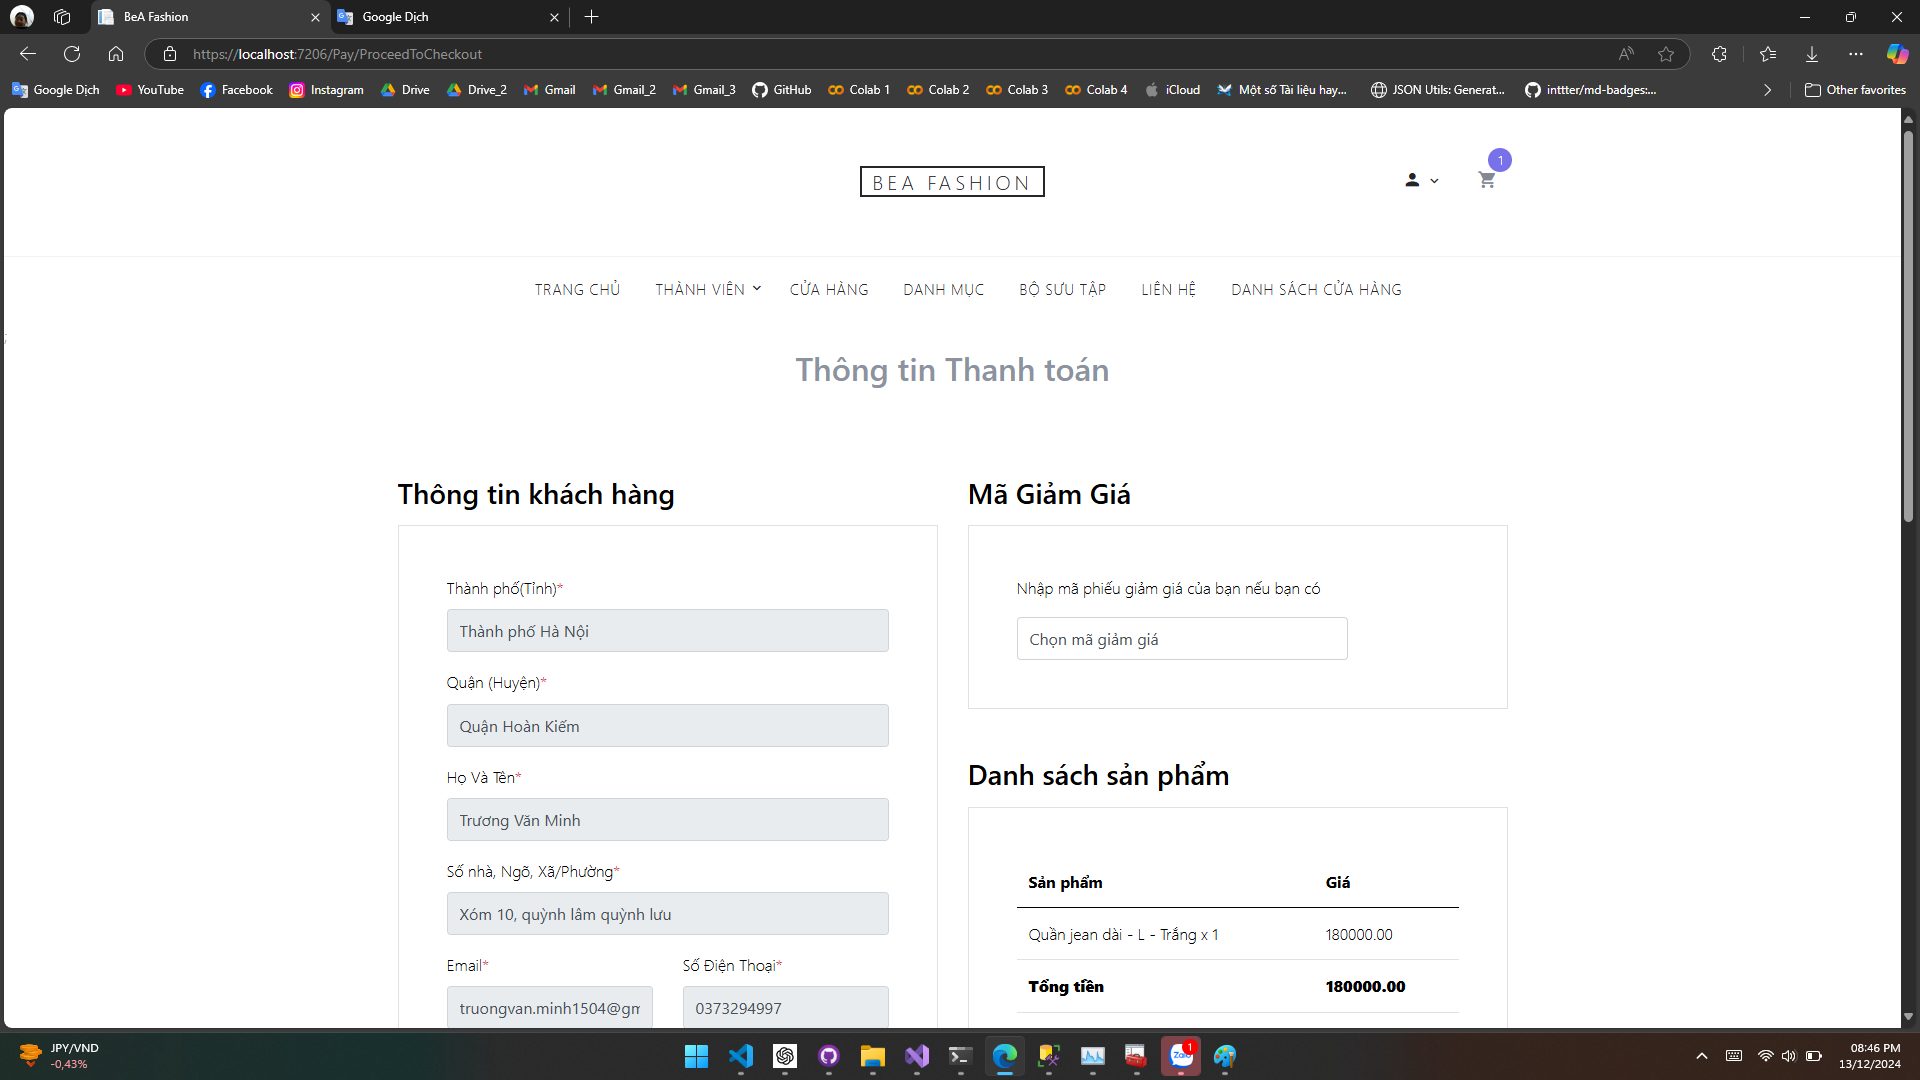 BeA Fashion
Google Dịch
https://localhost:7206/Pay/ProceedToCheckout
Google Dịch YouTube Facebook Instagram Drive Drive_2 Gmail Gmail_2 Gmail_3 GitHub Colab 1 Colab 2 Colab 3 Colab 4 iCloud Một số Tài liệu hay... JSON Utils: Generat... inttter/md-badges:... Other favorites
1
BEA FASHION
TRANG CHỦ THÀNH VIÊN CỬA HÀNG DANH MỤC BỘ SƯU TẬP LIÊN HỆ DANH SÁCH CỬA HÀNG
;
Thông tin Thanh toán
Thông tin khách hàng
Thành phố(Tỉnh)*
Thành phố Hà Nội
Quận (Huyện)*
Quận Hoàn Kiếm
Họ Và Tên*
Trương Văn Minh
Số nhà, Ngõ, Xã/Phường*
Xóm 10, quỳnh lâm quỳnh lưu
Email* Số Điện Thoại*
truongvan.minh1504@gm 0373294997
Mã Giảm Giá
Nhập mã phiếu giảm giá của bạn nếu bạn có
Chọn mã giảm giá
Danh sách sản phẩm
Sản phẩm Giá
Quần jean dài - L - Trắng x 1 180000.00
Tổng tiền 180000.00
JPY/VND
-0,43%
Zalo
1
08:46 PM
13/12/2024